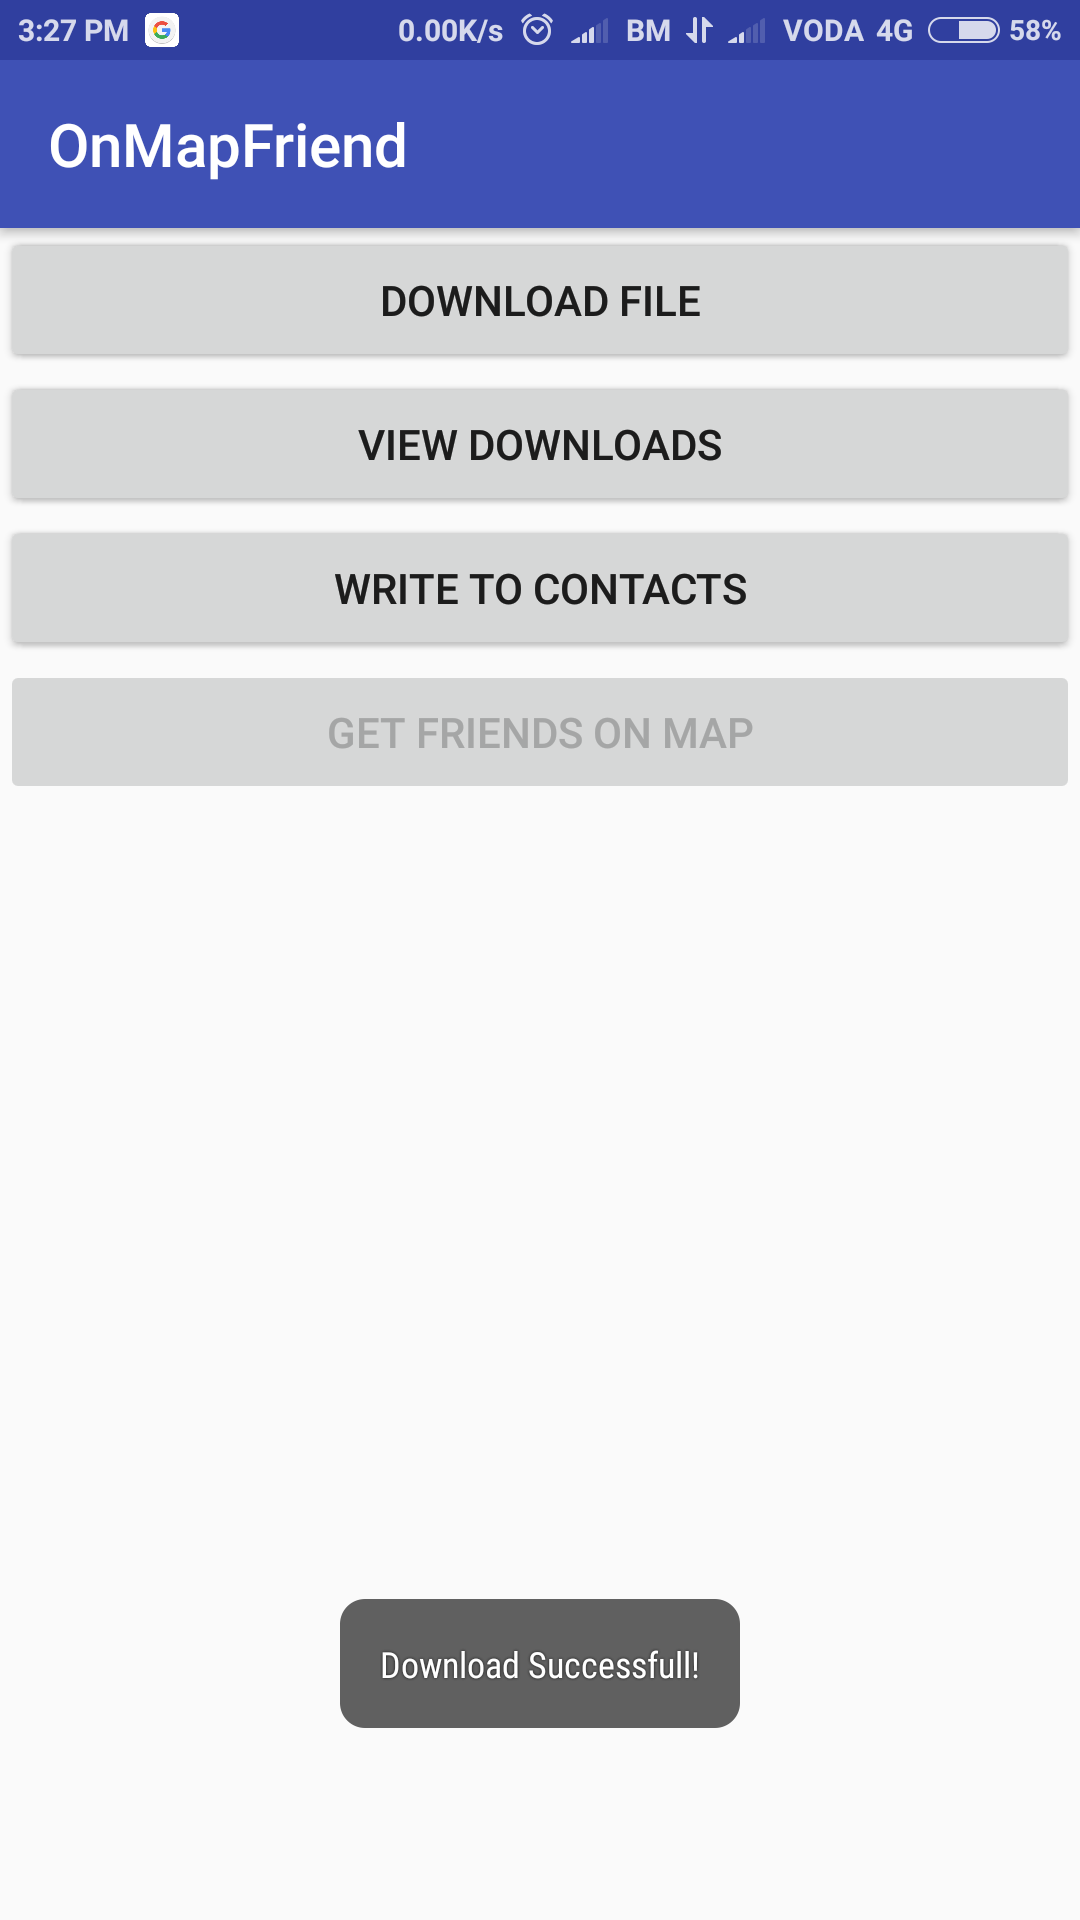 3:27 PM 0.00K/s BM VODA 4G 58%
OnMapFriend
DOWNLOAD FILE
VIEW DOWNLOADS
WRITE TO CONTACTS
GET FRIENDS ON MAP
Download Successfull!